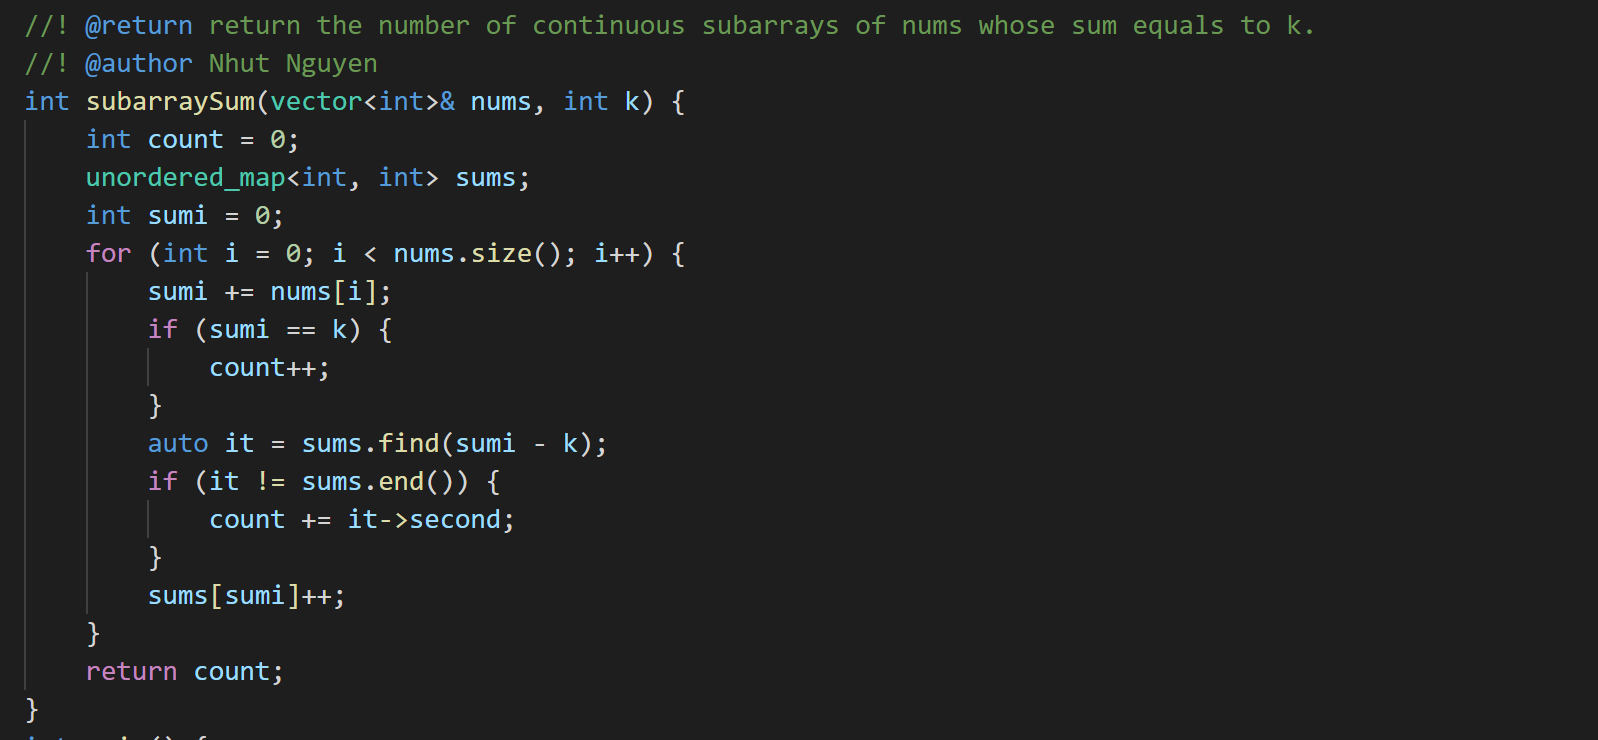 //! @return return the number of continuous subarrays of nums whose sum equals to k.
//! @author Nhut Nguyen
int subarraySum(vector<int>& nums, int k) {
    int count = 0;
    unordered_map<int, int> sums;
    int sumi = 0;
    for (int i = 0; i < nums.size(); i++) {
        sumi += nums[i];
        if (sumi == k) {
            count++;
        }
        auto it = sums.find(sumi - k);
        if (it != sums.end()) {
            count += it->second;
        }
        sums[sumi]++;
    }
    return count;
}